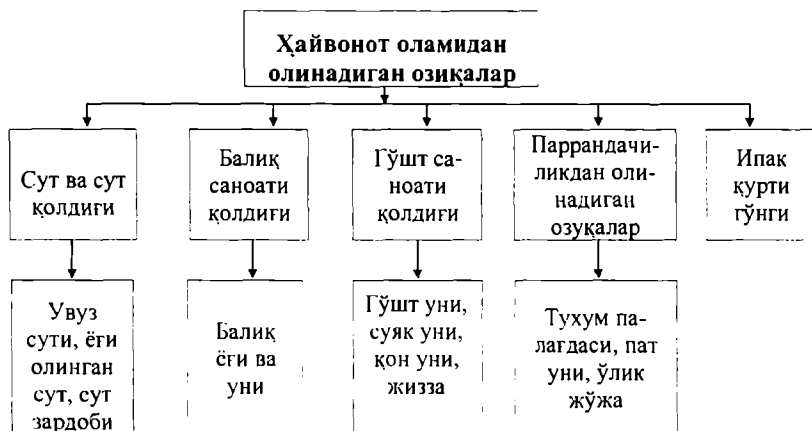 Ҳайвонот оламидан
олинадиган озиқалар
Сут ва сут
қолдиғи
Балиқ
саноати
қолдиғи
Гўшт са-
ноати
қолдиғи
Паррандачи-
ликдан оли-
надиган
озуқалар
Ипак
қурти
ғўнги
Увуз
сути, ёғи
олинган
сут, сут
зардоби
Балиқ
ёғи ва
уни
Гўшт уни,
суяк уни,
қон уни,
жизза
Тухум па-
лағдаси, пат
уни, ўлик
жўжа